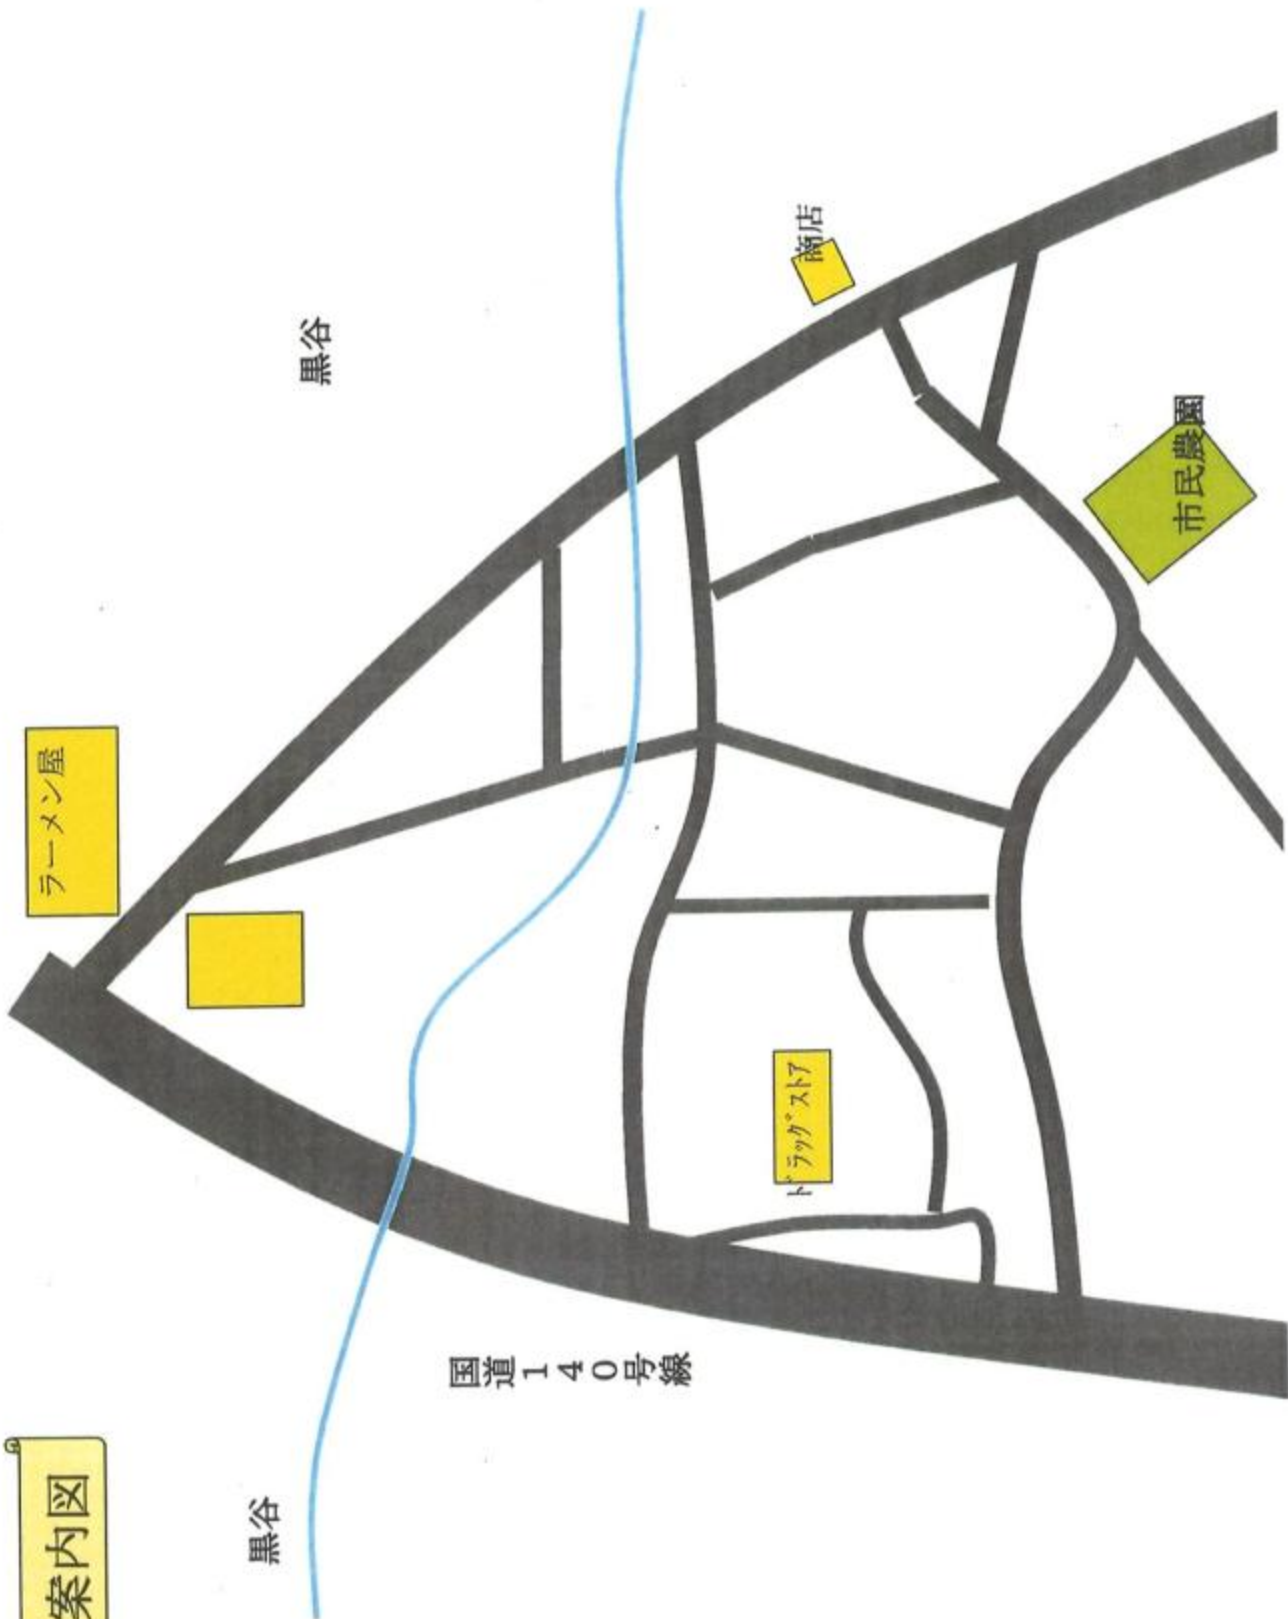 案内図
黒谷
国道140号線
ラーメン屋
黒谷
ﾄﾞﾗｯｸﾞｽﾄｱ
商店
市民農園